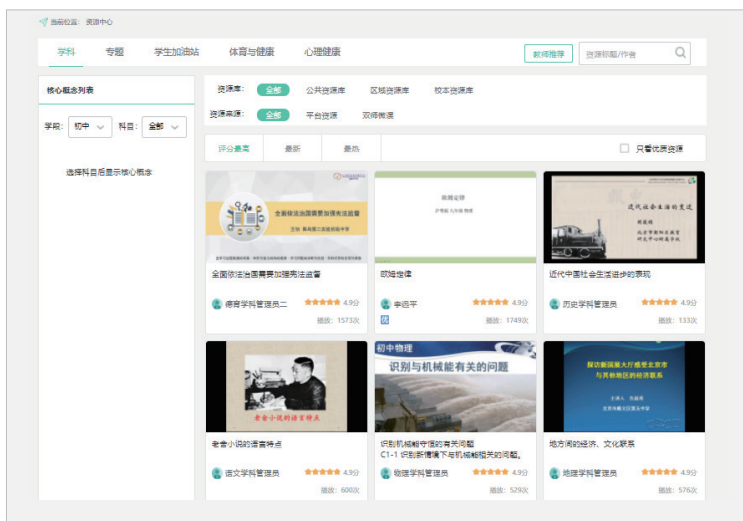 当前位置: 资源中心
学科 专题 学生加油站 体育与健康 心理健康 教师推荐 资源标题/作者
核心概念列表
学段: 初中 科目: 全部
选择科目后显示核心概念
资源库: 全部 公共资源库 区域资源库 校本资源库
资源来源: 全部 平台资源 双师微课
评分最高 最新 最热 只看优质资源
全面依法治国需要加强宪法监督
欧姆定律
沪粤版 九年级 物理
近代社会生活的变迁
全面依法治国需要加强宪法监督
德育学科管理员二 4.9分
播放: 1573次
欧姆定律
李远平 4.9分
优 播放: 1749次
近代中国社会生活进步的表现
历史学科管理员 4.9分
播放: 133次
老舍小说的语言特点
初中物理
识别与机械能有关的问题
探访新国展大厅感受北京市
与其他地区的经济联系
老舍小说的语言特点
语文学科管理员 4.9分
播放: 600次
识别机械能守恒的有关问题
C1-1 识别新情境下与机械能相关的问题。
物理学科管理员 4.9分
播放: 529次
地方间的经济、文化联系
地理学科管理员 4.9分
播放: 576次